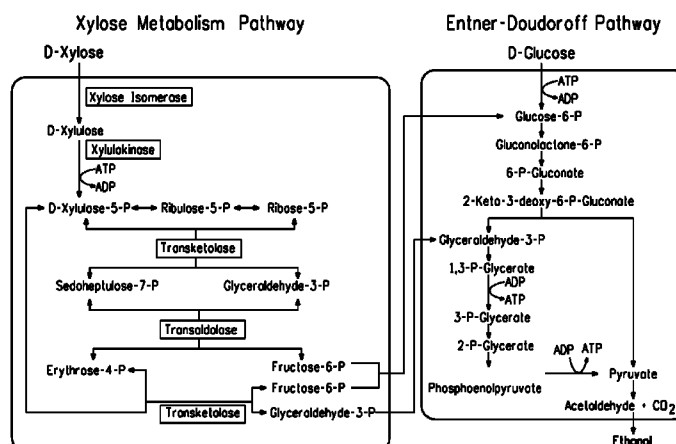 Xylose Metabolism Pathway
D-Xylose
Xylose Isomerase
D-Xylulose
Xylulokinase
ATP
ADP
D-Xylulose-5-P
Ribulose-5-P
Ribose-5-P
Transketolase
Sedoheptulose-7-P
Glyceraldehyde-3-P
Transaldolase
Erythrose-4-P
Fructose-6-P
Fructose-6-P
Transketolase
Glyceraldehyde-3-P
Entner-Doudoroff Pathway
D-Glucose
ATP
ADP
Glucose-6-P
Gluconolactone-6-P
6-P-Gluconate
2-Keto-3-deoxy-6-P-Gluconate
Glyceraldehyde-3-P
1,3-P-Glycerate
ADP
ATP
3-P-Glycerate
2-P-Glycerate
Phosphoenolpyruvate
ADP ATP
Pyruvate
Acetaldehyde + CO2
Ethanol